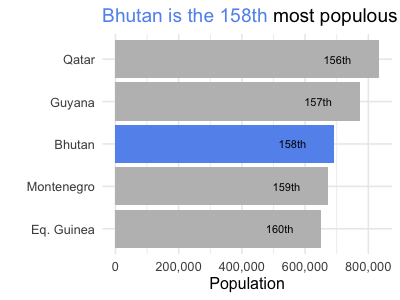 Bhutan is the 158th most populous
Qatar 156th
Guyana 157th
Bhutan 158th
Montenegro 159th
Eq. Guinea 160th
0 200,000 400,000 600,000 800,000
Population